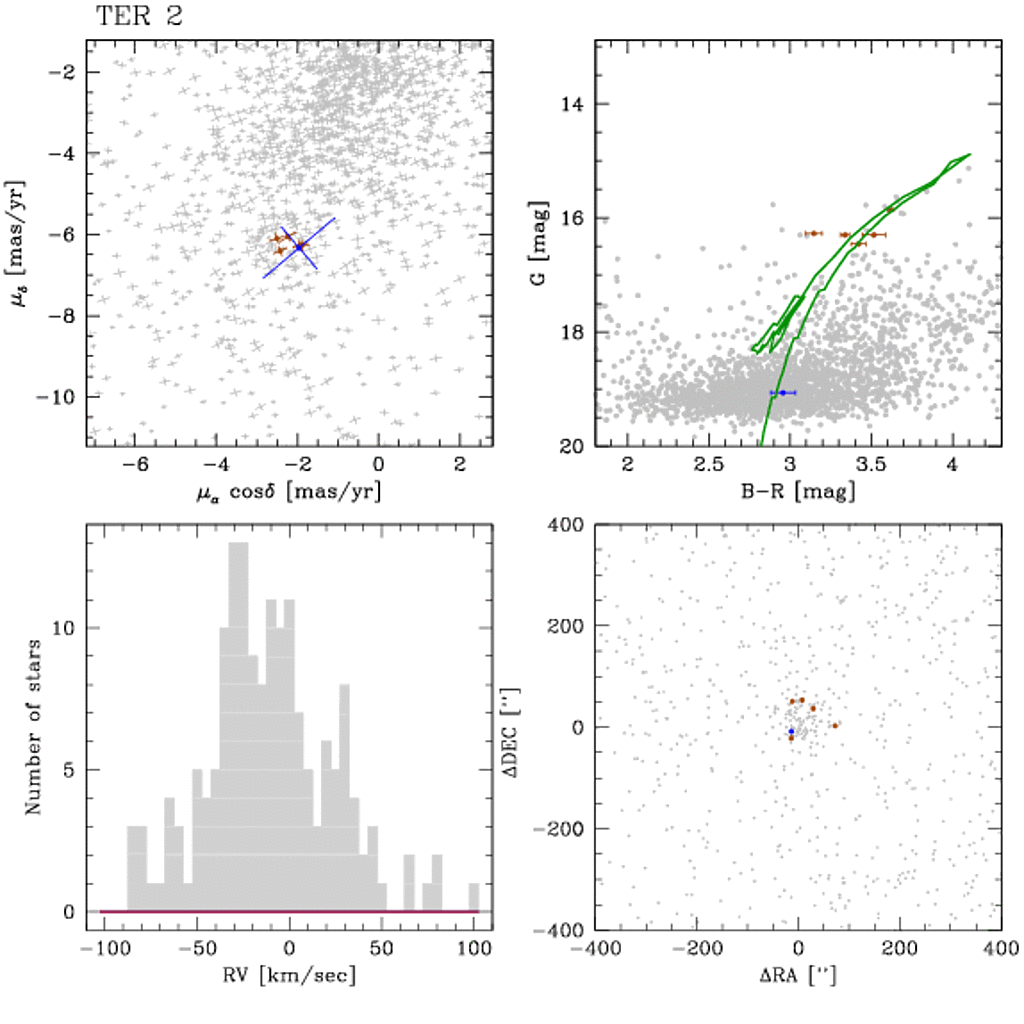 TER 2
−2
−4
−6
−8
−10
μδ [mas/yr]
−6 −4 −2 0 2
μα cosδ [mas/yr]
14
16
18
20
G [mag]
2 2.5 3 3.5 4
B−R [mag]
10
5
0
Number of stars
−100 −50 0 50 100
RV [km/sec]
400
200
0
−200
−400
ΔDEC ["]
−400 −200 0 200 400
ΔRA ["]